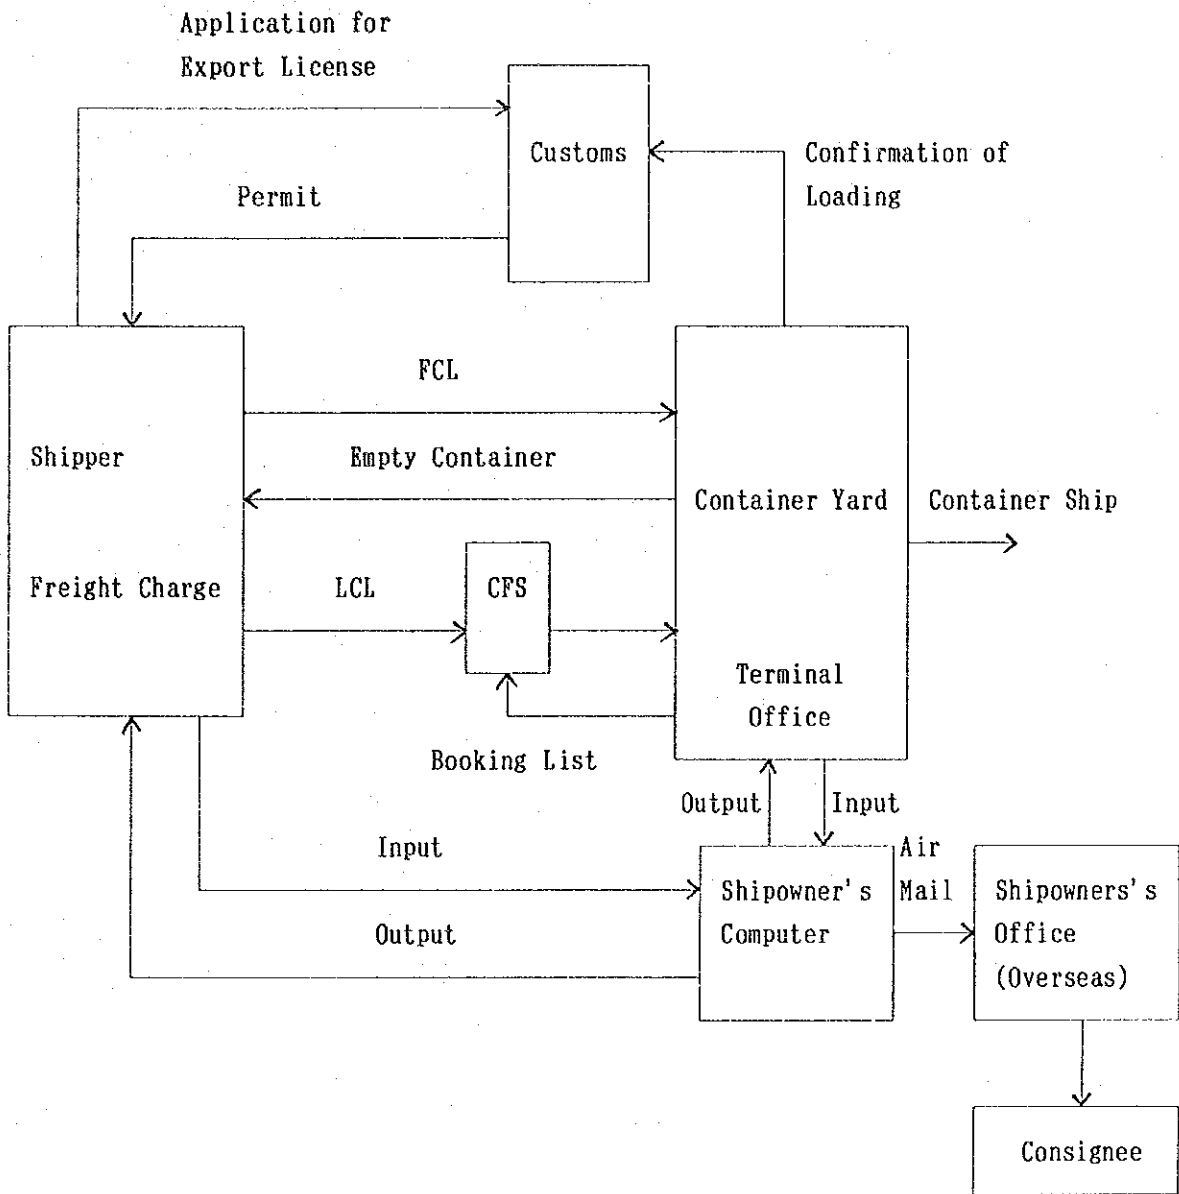 Application for
Export License
Customs
Confirmation of
Loading
Permit
FCL
Shipper
Empty Container
Container Yard
Container Ship
Freight Charge
LCL
CFS
Terminal
Office
Booking List
Output
Input
Input
Air
Mail
Shipowner's
Computer
Shipowners's
Office
(Overseas)
Output
Consignee